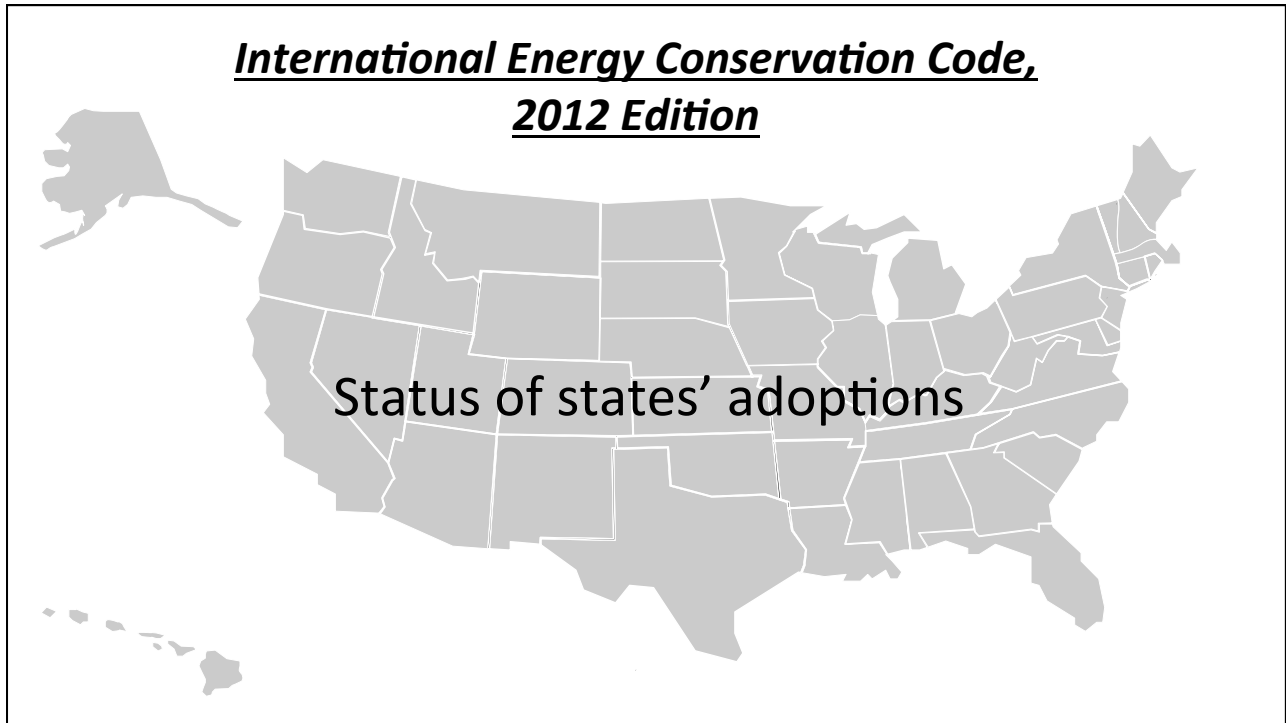 International Energy Conservation Code,
2012 Edition
Status of states’ adoptions